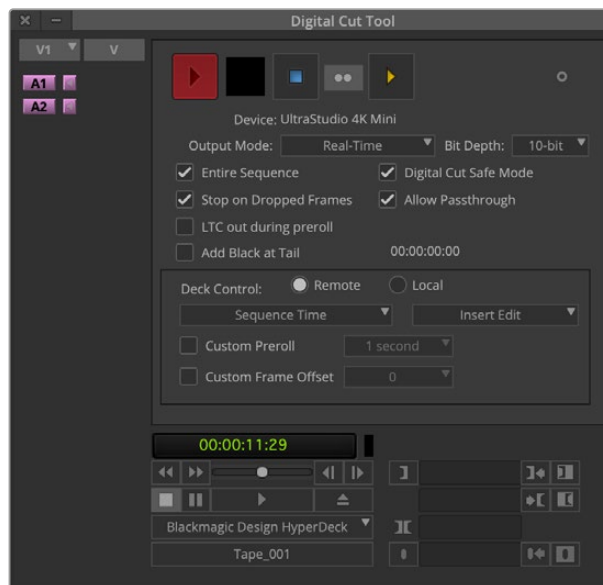 Digital Cut Tool
V1 V
A1
A2
Device: UltraStudio 4K Mini
Output Mode: Real-Time Bit Depth: 10-bit
Entire Sequence Digital Cut Safe Mode
Stop on Dropped Frames Allow Passthrough
LTC out during preroll
Add Black at Tail 00:00:00:00
Deck Control: Remote Local
Sequence Time Insert Edit
Custom Preroll 1 second
Custom Frame Offset 0
00:00:11:29
Blackmagic Design HyperDeck
Tape_001